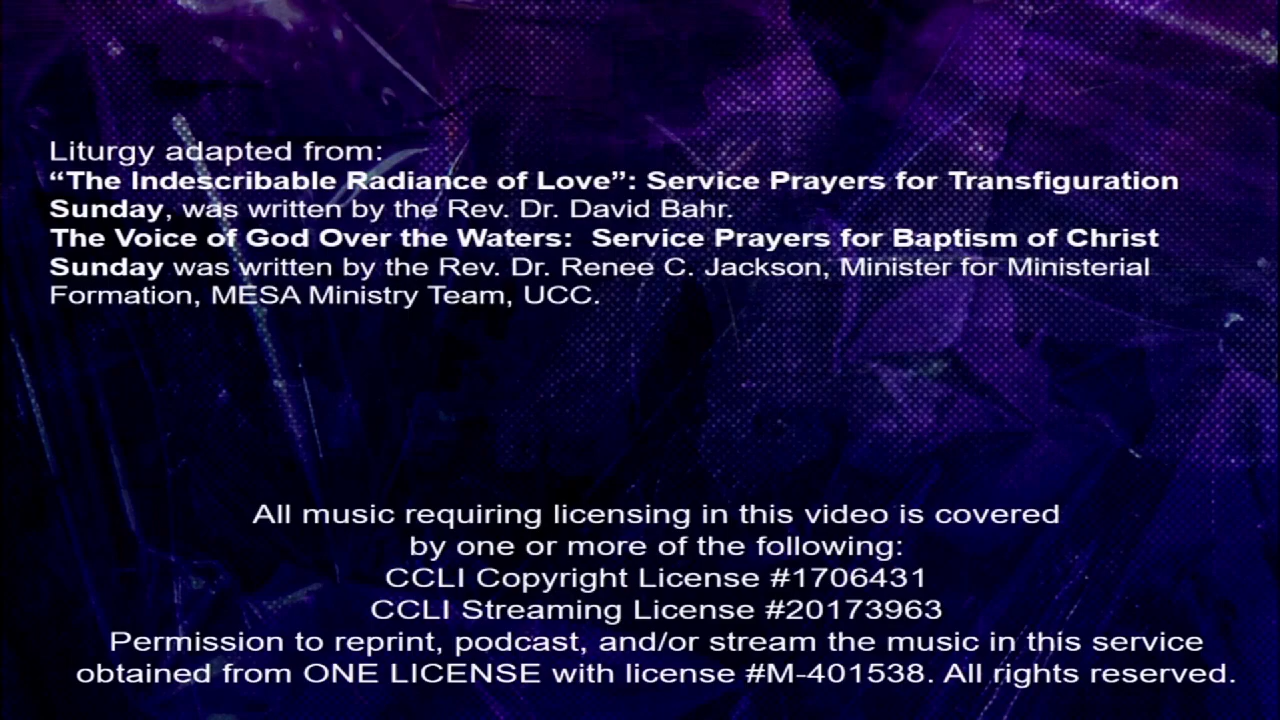 Liturgy adapted from:
“The Indescribable Radiance of Love”: Service Prayers for Transfiguration
Sunday, was written by the Rev. Dr. David Bahr.
The Voice of God Over the Waters:  Service Prayers for Baptism of Christ
Sunday was written by the Rev. Dr. Renee C. Jackson, Minister for Ministerial
Formation, MESA Ministry Team, UCC.
All music requiring licensing in this video is covered
by one or more of the following:
CCLI Copyright License #1706431
CCLI Streaming License #20173963
Permission to reprint, podcast, and/or stream the music in this service
obtained from ONE LICENSE with license #M-401538. All rights reserved.